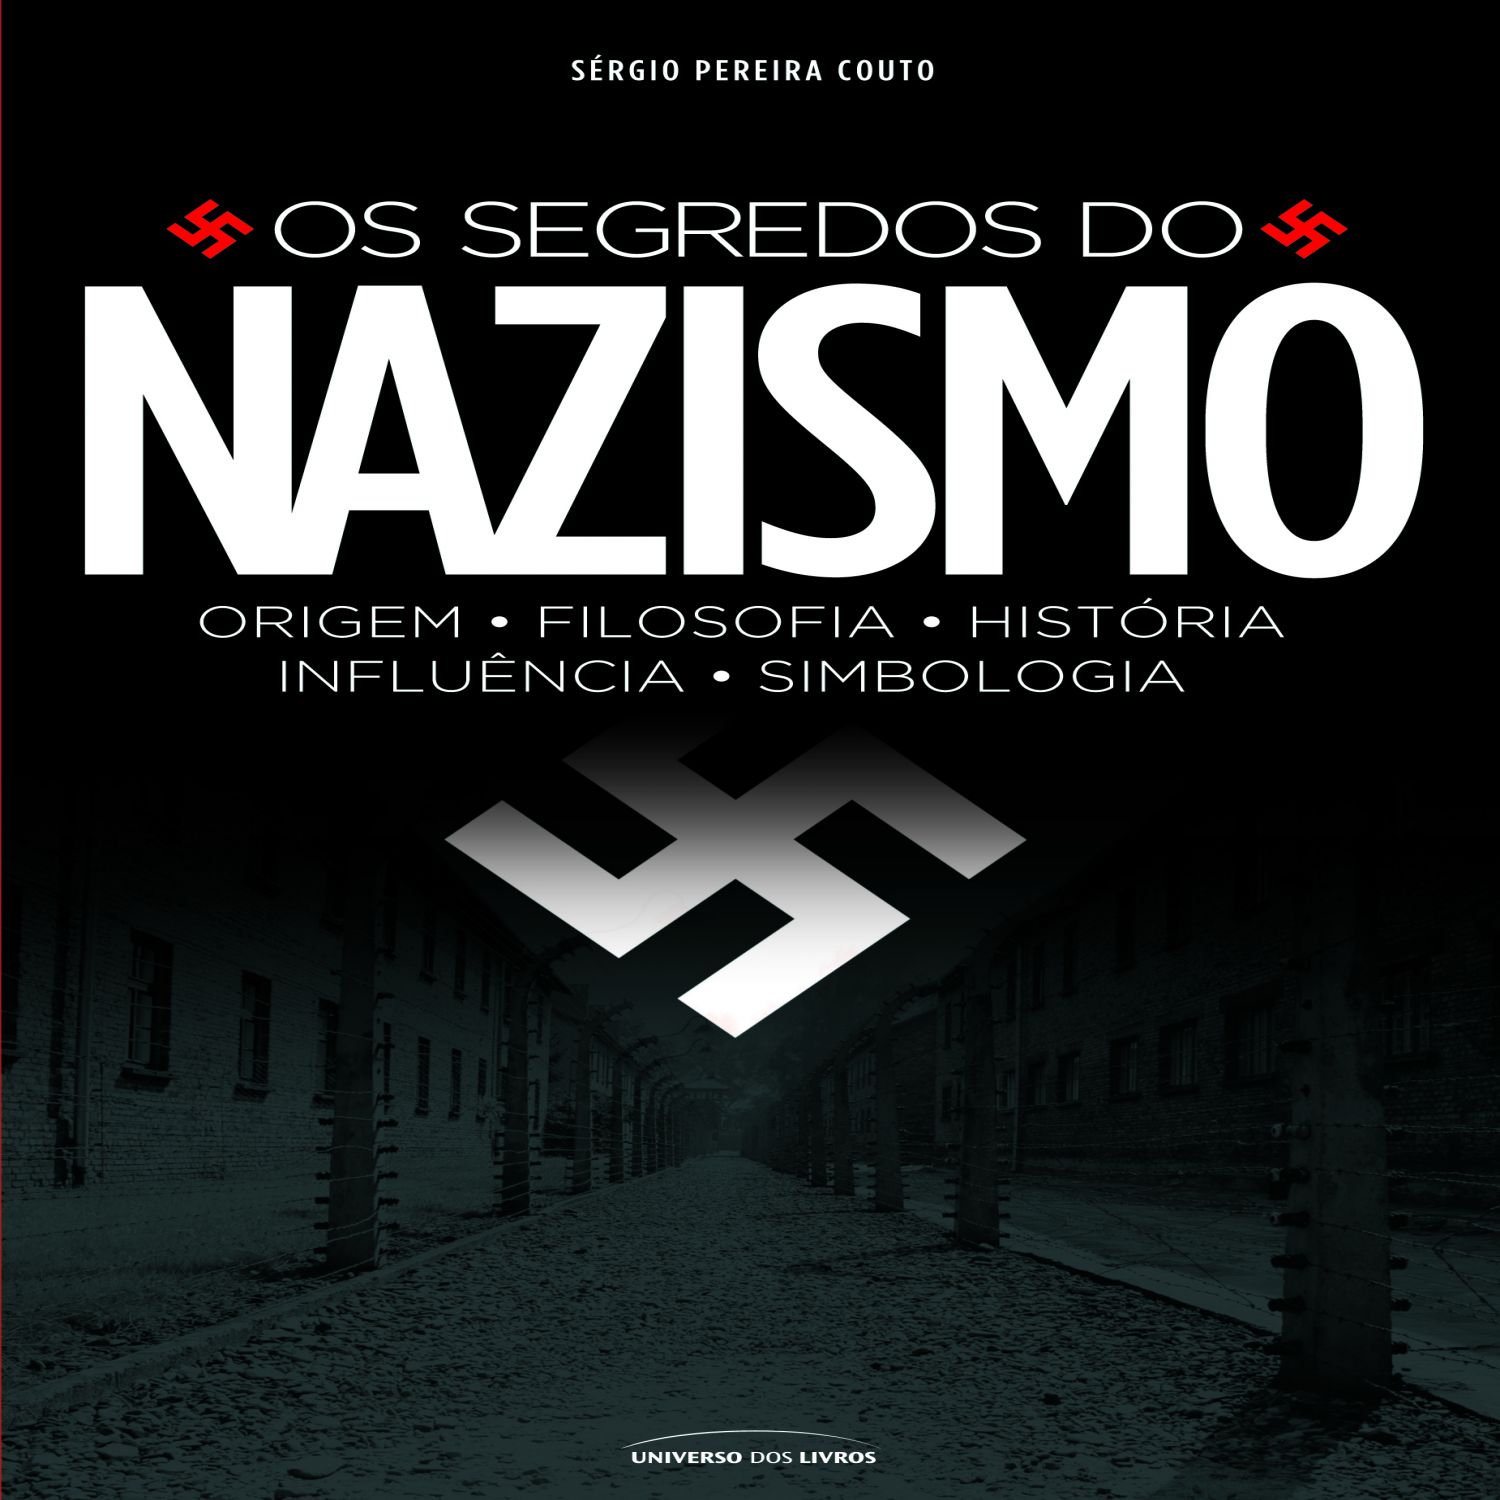 SÉRGIO PEREIRA COUTO
OS SEGREDOS DO
NAZISMO
ORIGEM • FILOSOFIA • HISTÓRIA
INFLUÊNCIA • SIMBOLOGIA
UNIVERSO DOS LIVROS